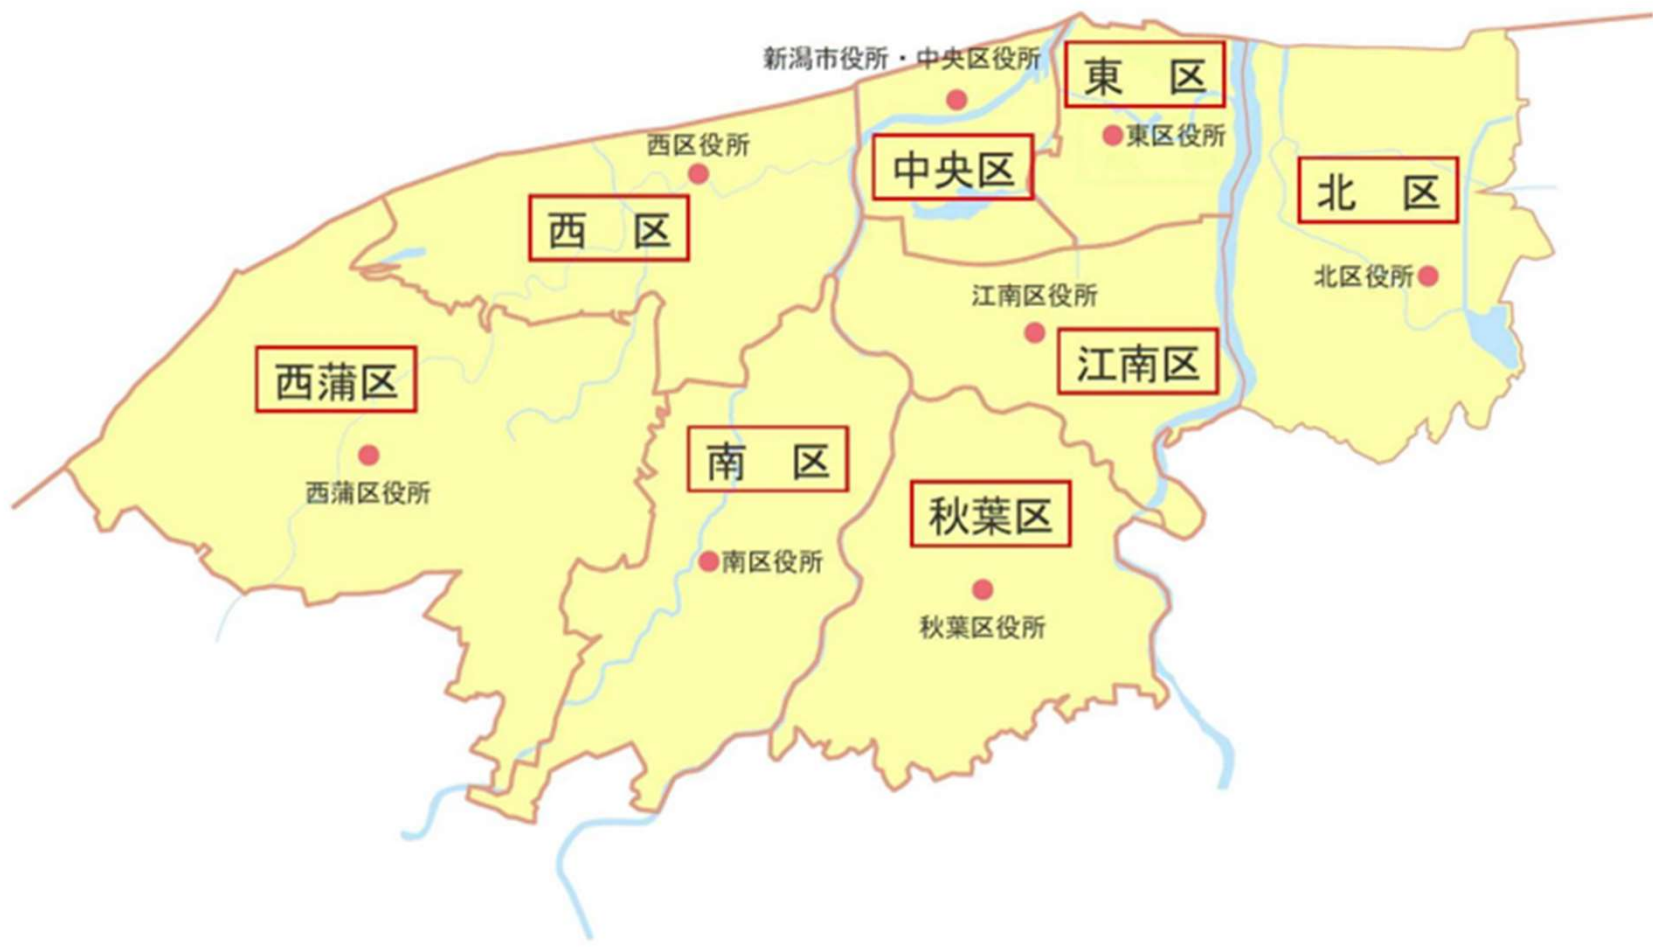 新潟市役所・中央区役所
東　区
東区役所
西区役所
中央区
北　区
西　区
北区役所
江南区役所
江南区
西蒲区
西蒲区役所
南　区
南区役所
秋葉区
秋葉区役所